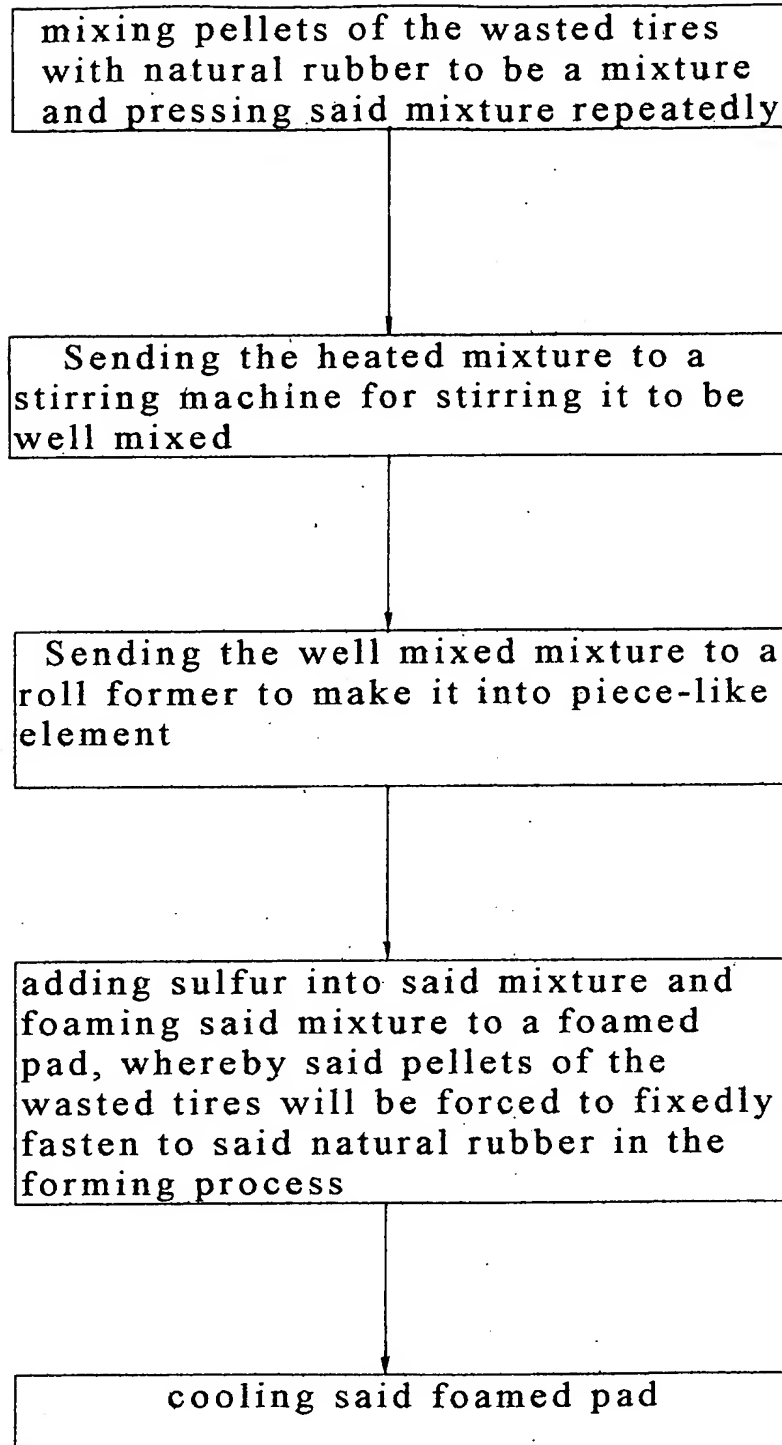 mixing pellets of the wasted tires
with natural rubber to be a mixture
and pressing said mixture repeatedly
Sending the heated mixture to a
stirring machine for stirring it to be
well mixed
Sending the well mixed mixture to a
roll former to make it into piece-like
element
adding sulfur into said mixture and
foaming said mixture to a foamed
pad, whereby said pellets of the
wasted tires will be forced to fixedly
fasten to said natural rubber in the
forming process
cooling said foamed pad